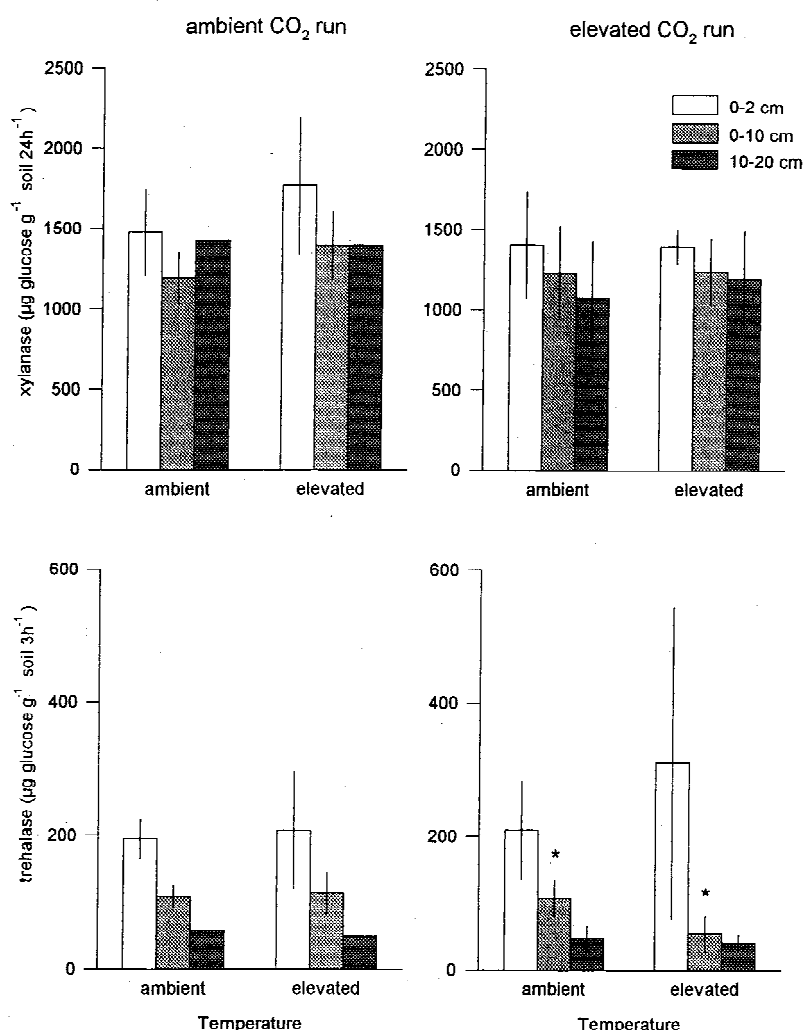 ambient CO2 run
elevated CO2 run
xylanase (µg glucose g-1 soil 24h-1)
2500
2000
1500
1000
500
0
ambient
elevated
2500
2000
1500
1000
500
0
0-2 cm
0-10 cm
10-20 cm
ambient
elevated
trehalase (µg glucose g-1 soil 3h-1)
600
400
200
0
ambient
elevated
Temperature
600
400
200
0
*
*
ambient
elevated
Temperature